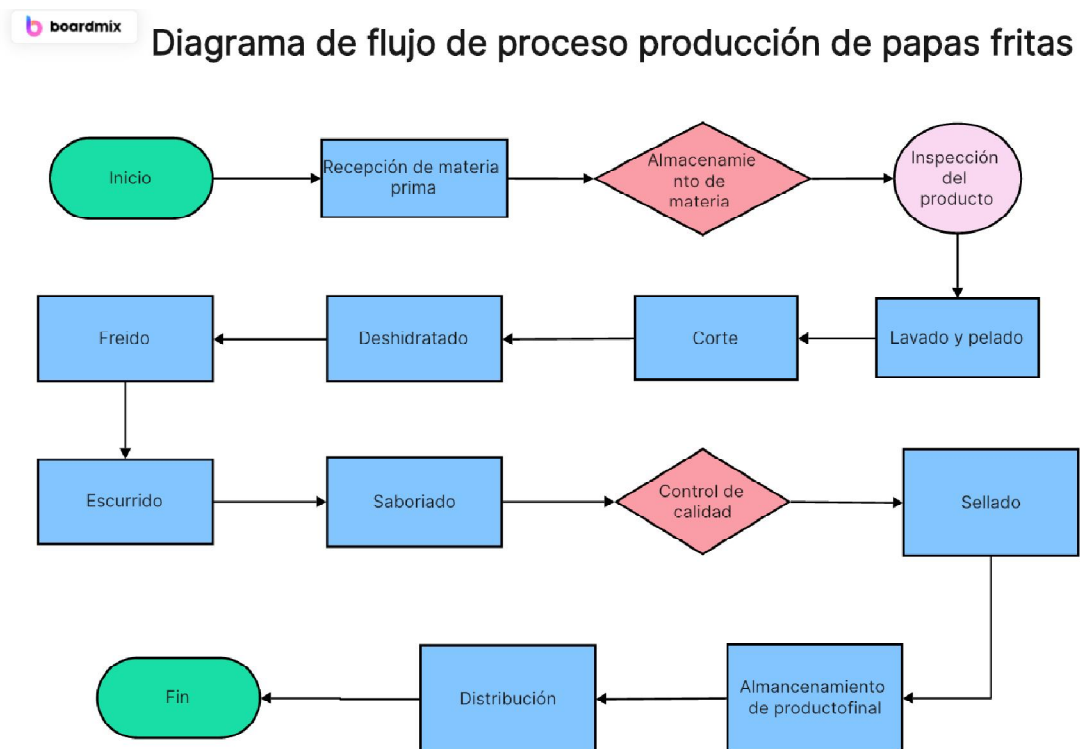 boardmix
Diagrama de flujo de proceso producción de papas fritas
Inicio
Recepción de materia
prima
Almacenamie
nto de
materia
Inspección
del
producto
Freido
Deshidratado
Corte
Lavado y pelado
Escurrido
Saboriado
Control de
calidad
Sellado
Fin
Distribución
Almancenamiento
de productofinal